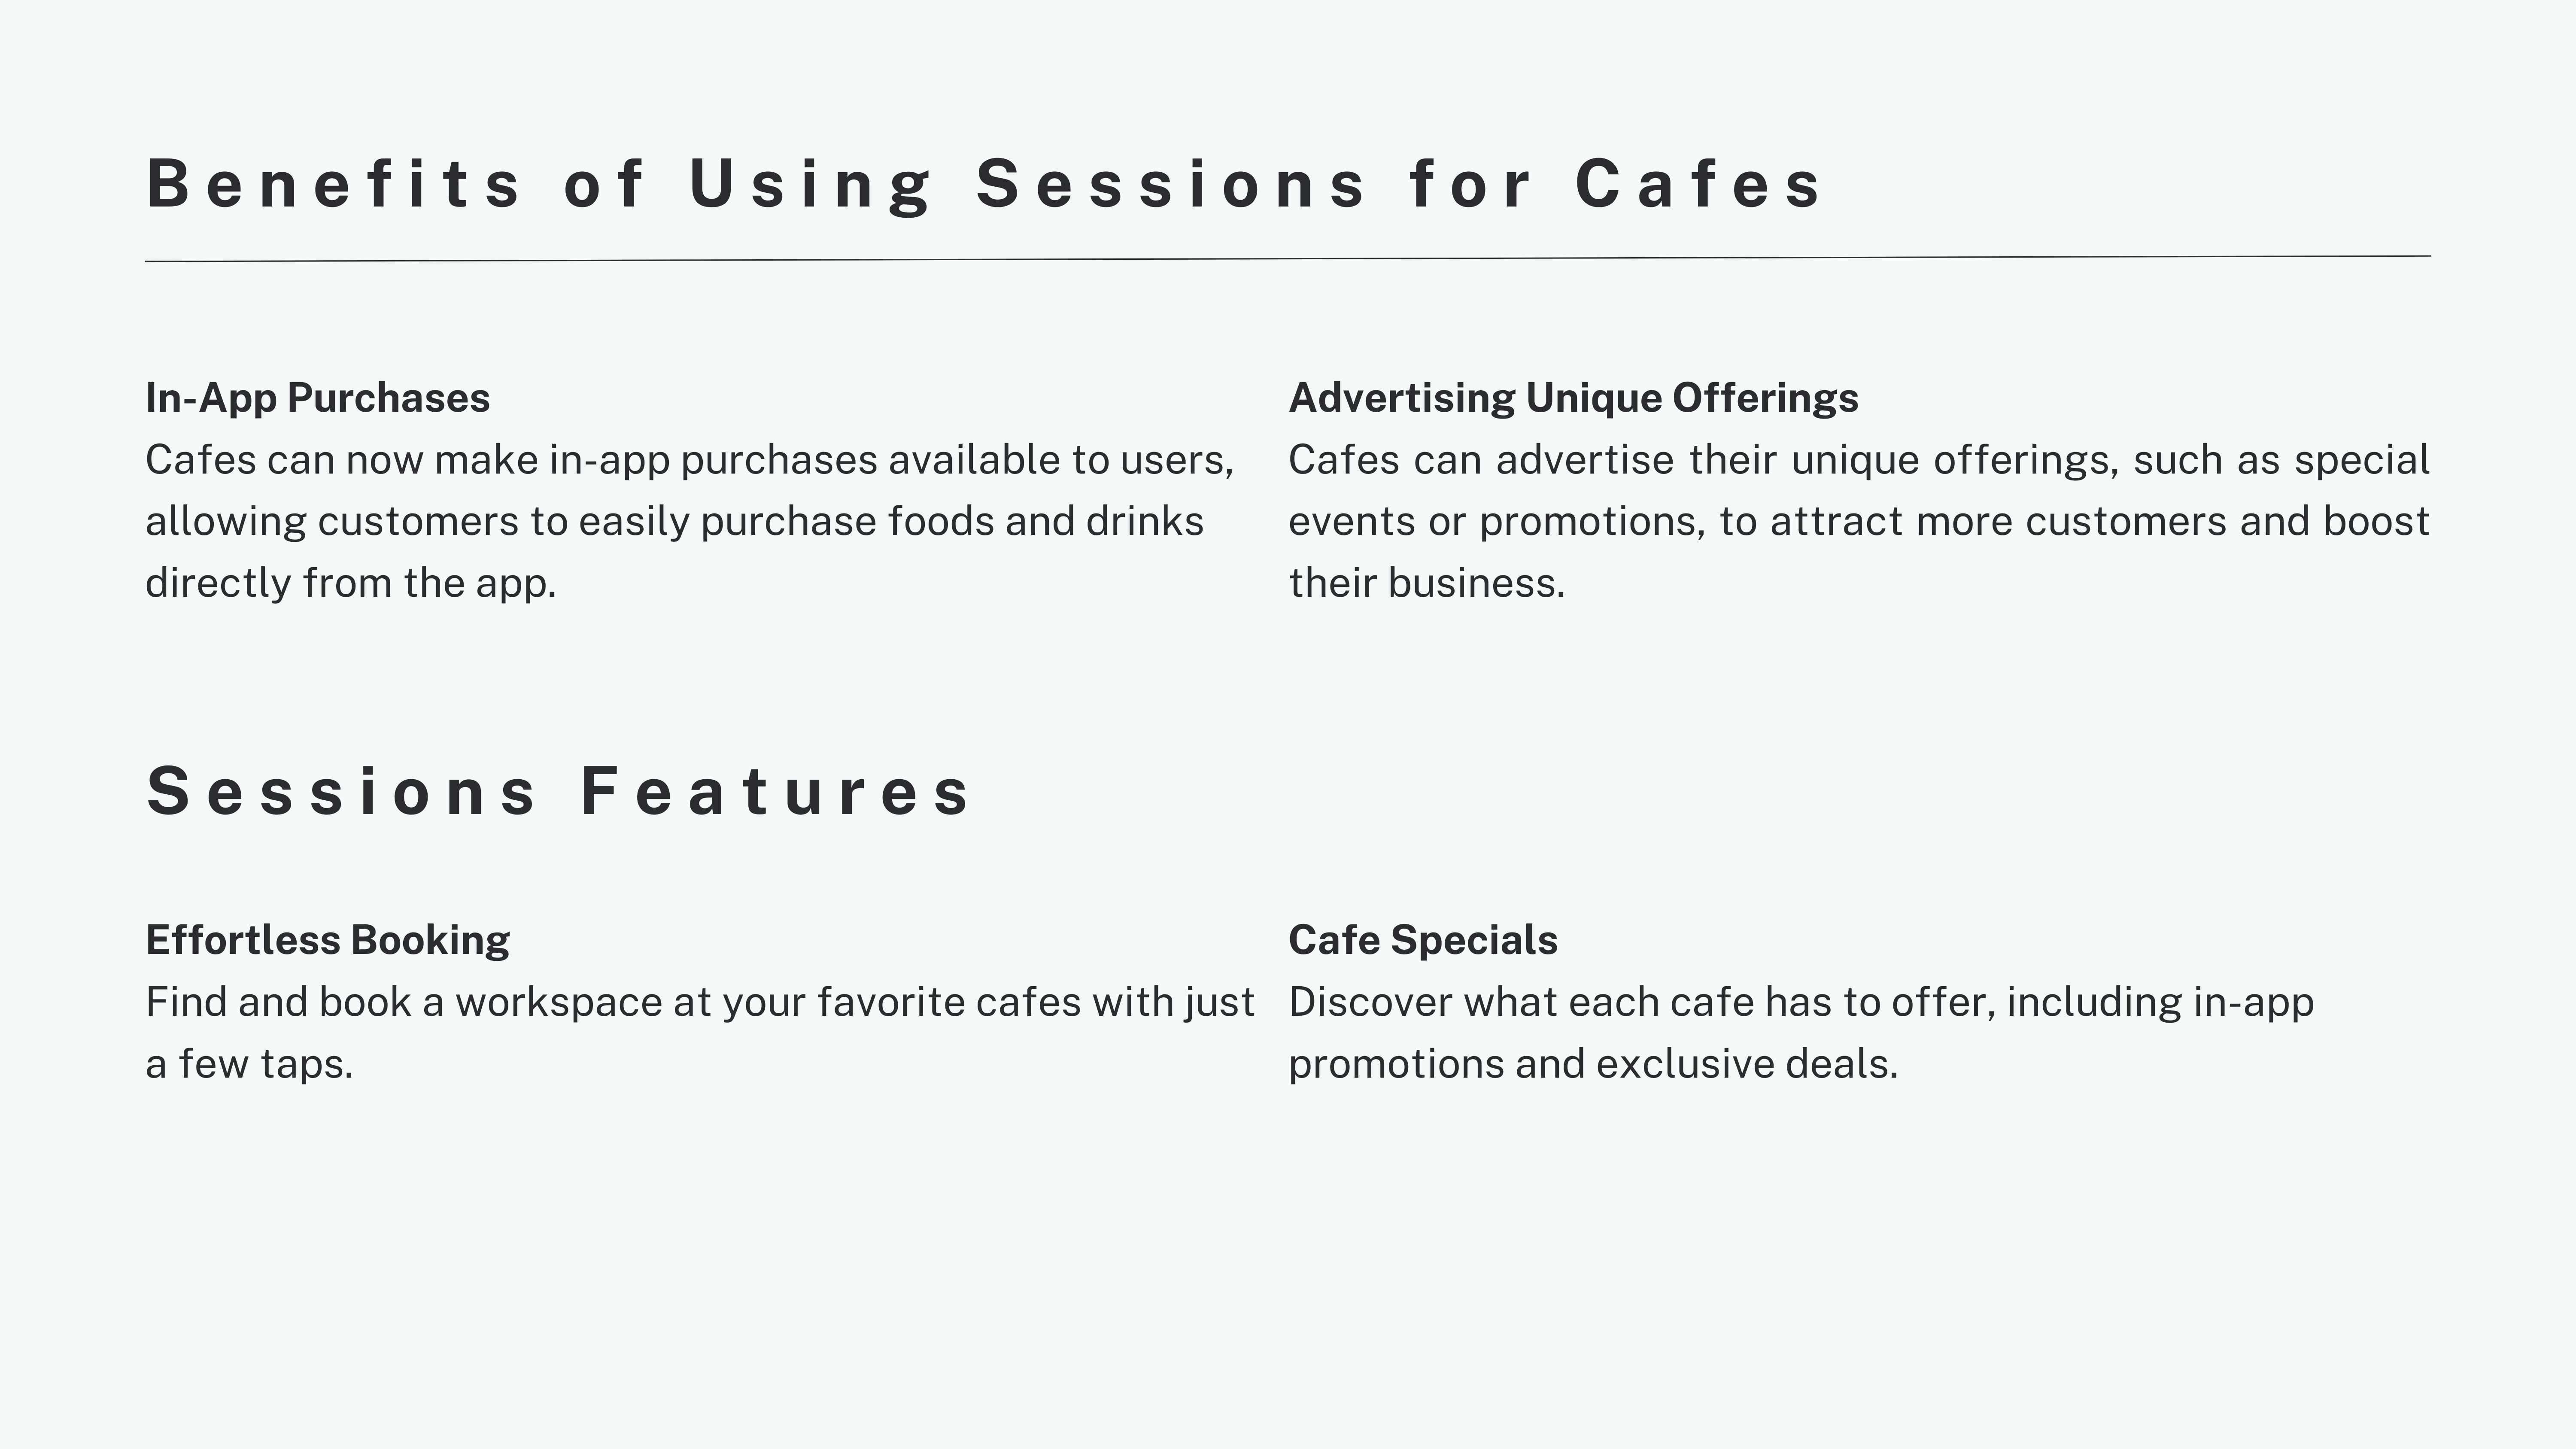 Benefits of Using Sessions for Cafes
In-App Purchases
Cafes can now make in-app purchases available to users,
allowing customers to easily purchase foods and drinks
directly from the app.
Advertising Unique Offerings
Cafes can advertise their unique offerings, such as special
events or promotions, to attract more customers and boost
their business.
Sessions Features
Effortless Booking
Find and book a workspace at your favorite cafes with just
a few taps.
Cafe Specials
Discover what each cafe has to offer, including in-app
promotions and exclusive deals.